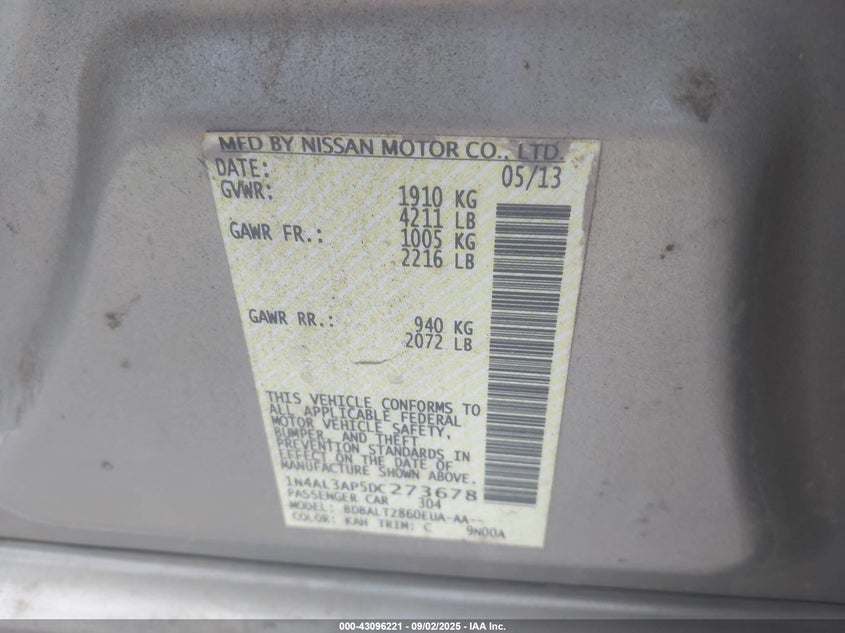 MFD BY NISSAN MOTOR CO., LTD.
DATE: 05/13
GVWR: 1910 KG
4211 LB
GAWR FR.: 1005 KG
2216 LB
GAWR RR.: 940 KG
2072 LB
THIS VEHICLE CONFORMS TO
ALL APPLICABLE FEDERAL
MOTOR VEHICLE SAFETY,
BUMPER, AND THEFT
PREVENTION STANDARDS IN
EFFECT ON THE DATE OF
MANUFACTURE SHOWN ABOVE.
1N4AL3AP5DC273678
PASSENGER CAR 304
MODEL: BDBALT2860EUA-AA--
COLOR: KAH TRIM: C 9N00A
000-43096221 - 09/02/2025 - IAA Inc.